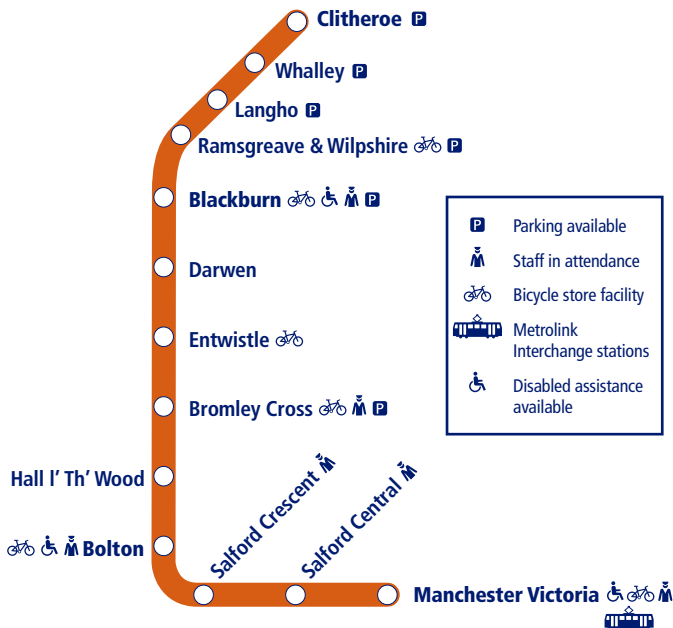 Clitheroe P
Whalley P
Langho P
Ramsgreave & Wilpshire P
Blackburn P
Darwen
Entwistle
Bromley Cross P
Hall I' Th' Wood
Bolton
Salford Crescent
Salford Central
Manchester Victoria
P Parking available
Staff in attendance
Bicycle store facility
Metrolink
Interchange stations
Disabled assistance
available